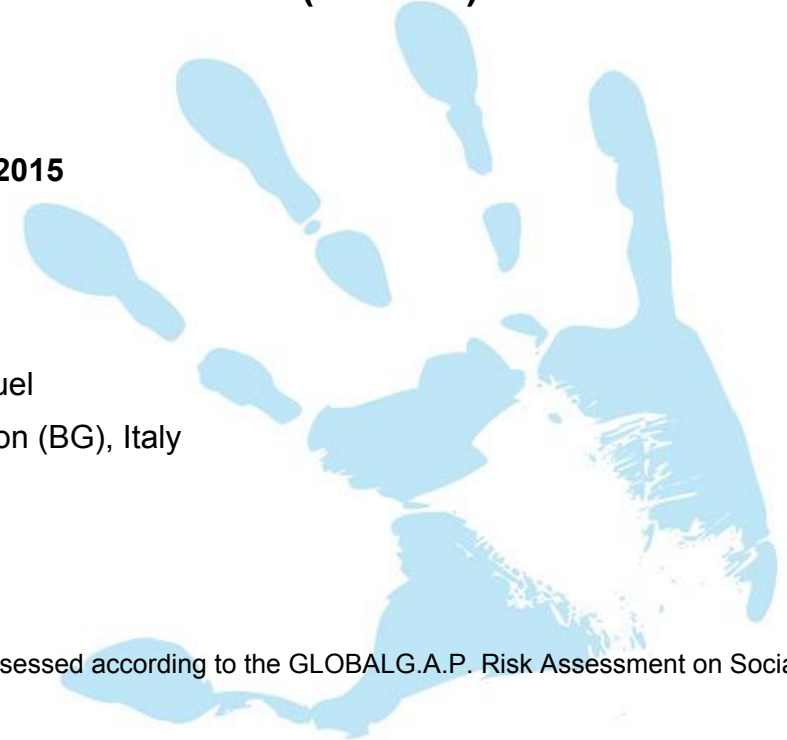 2015
uel
on (BG), Italy
sessed according to the GLOBALG.A.P. Risk Assessment on Socia